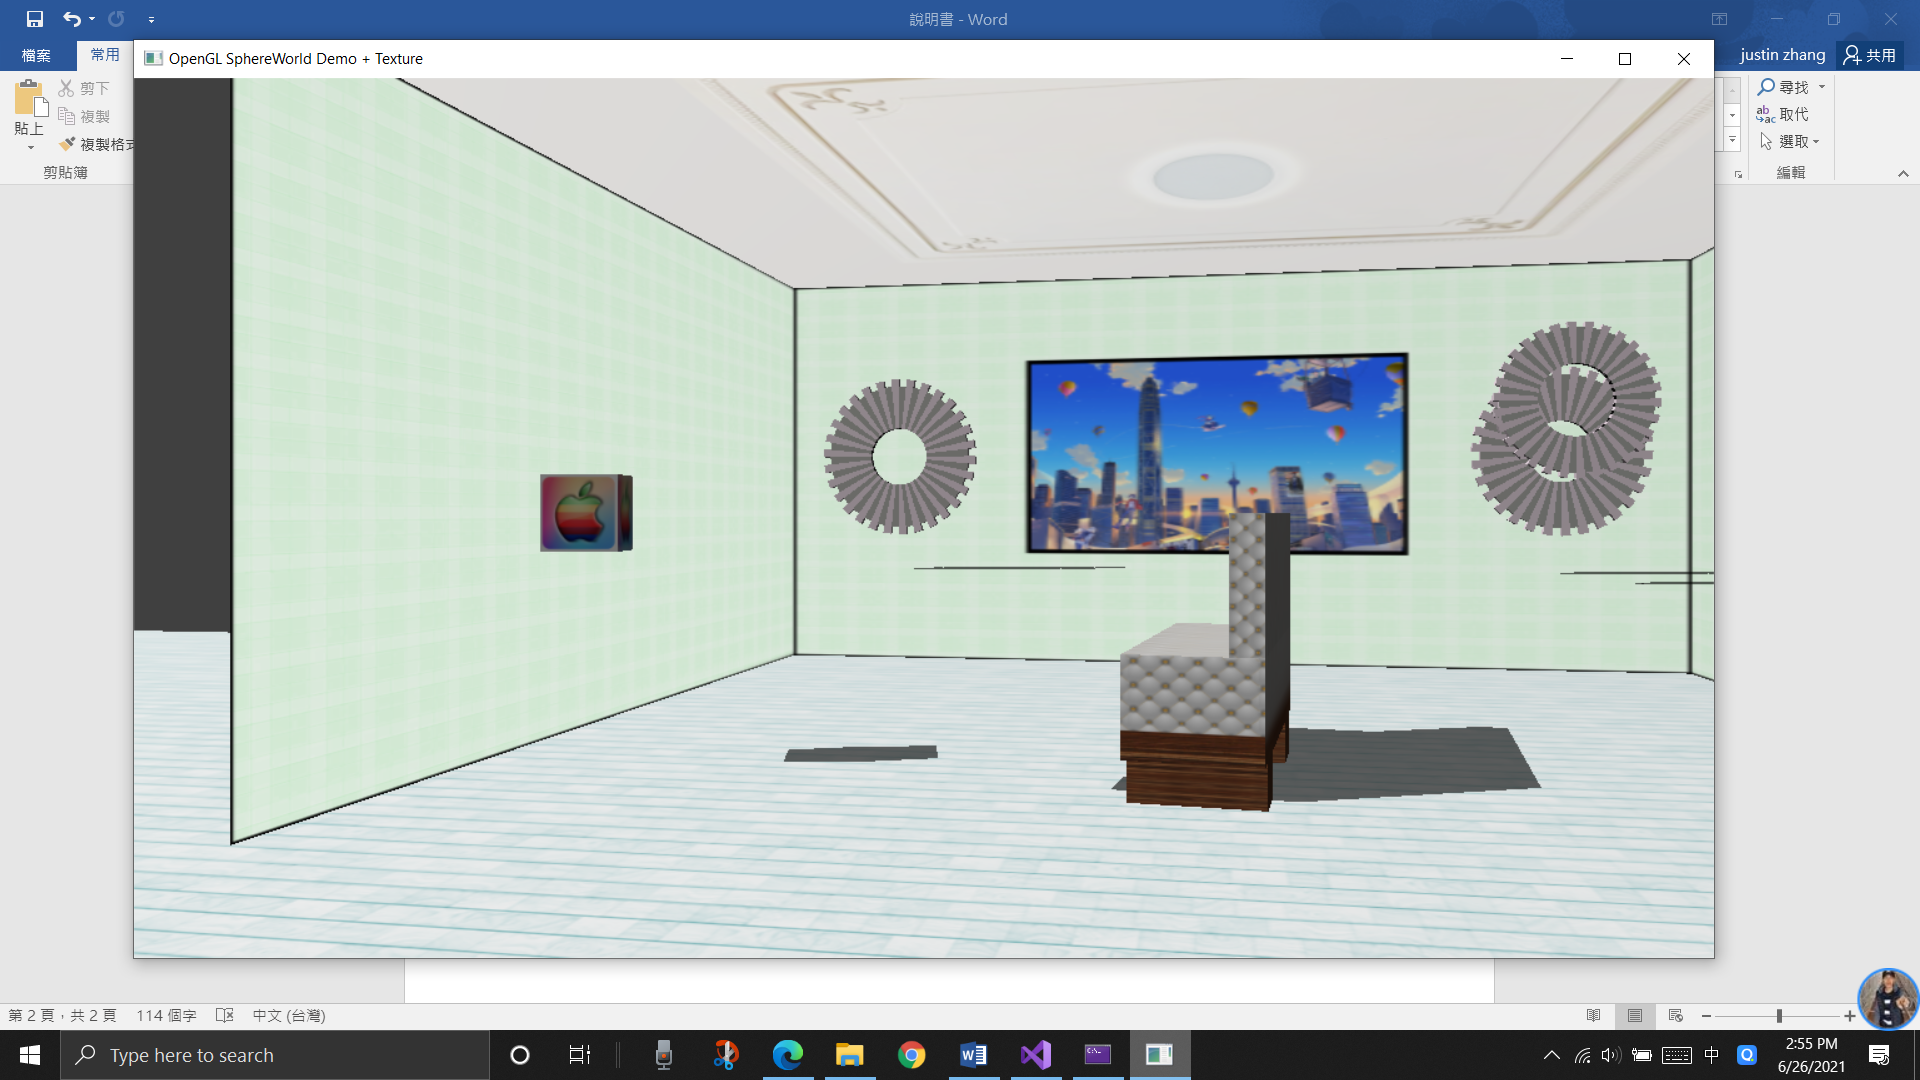 說明書 - Word
檔案
常用
justin zhang
共用
OpenGL SphereWorld Demo + Texture
剪下
複製
複製格式
貼上
剪貼簿
尋找
取代
選取
編輯
第 2 頁，共 2 頁
114 個字
中文 (台灣)
Type here to search
中
2:55 PM
6/26/2021